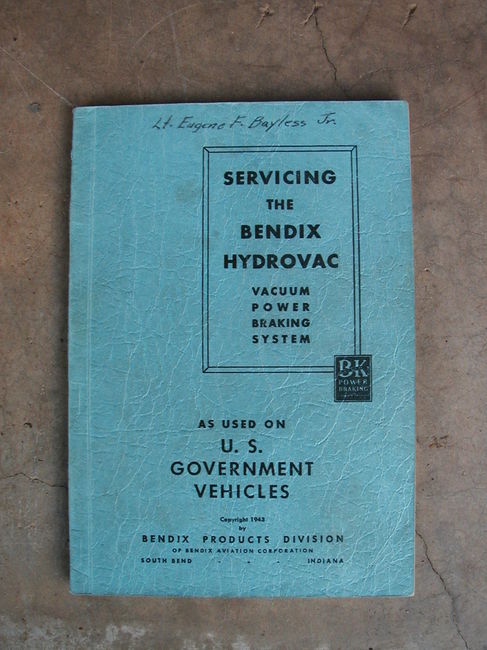 Lt. Eugene F. Bayless Jr.
SERVICING
THE
BENDIX
HYDROVAC
VACUUM
POWER
BRAKING
SYSTEM
B-K
POWER
BRAKING
AS USED ON
U. S.
GOVERNMENT
VEHICLES
Copyright 1943
by
BENDIX PRODUCTS DIVISION
OF BENDIX AVIATION CORPORATION
SOUTH BEND - - - INDIANA